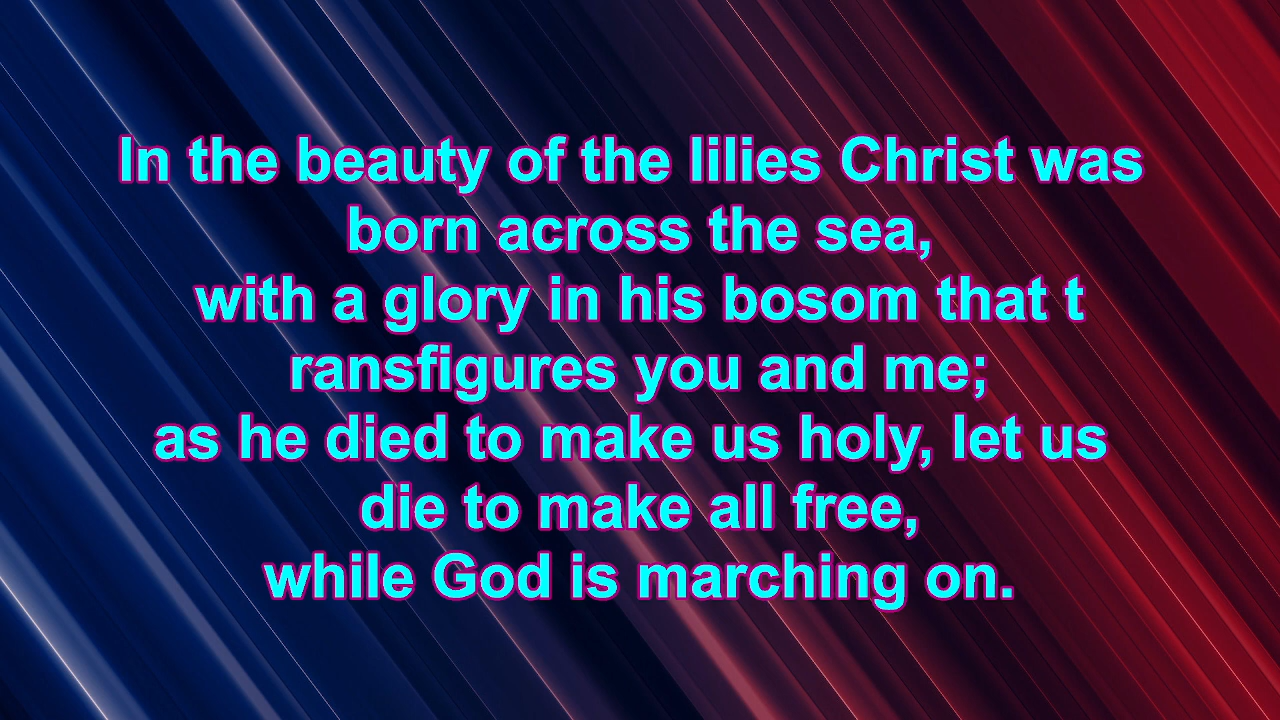 In the beauty of the lilies Christ was
born across the sea,
with a glory in his bosom that t
ransfigures you and me;
as he died to make us holy, let us
die to make all free,
while God is marching on.